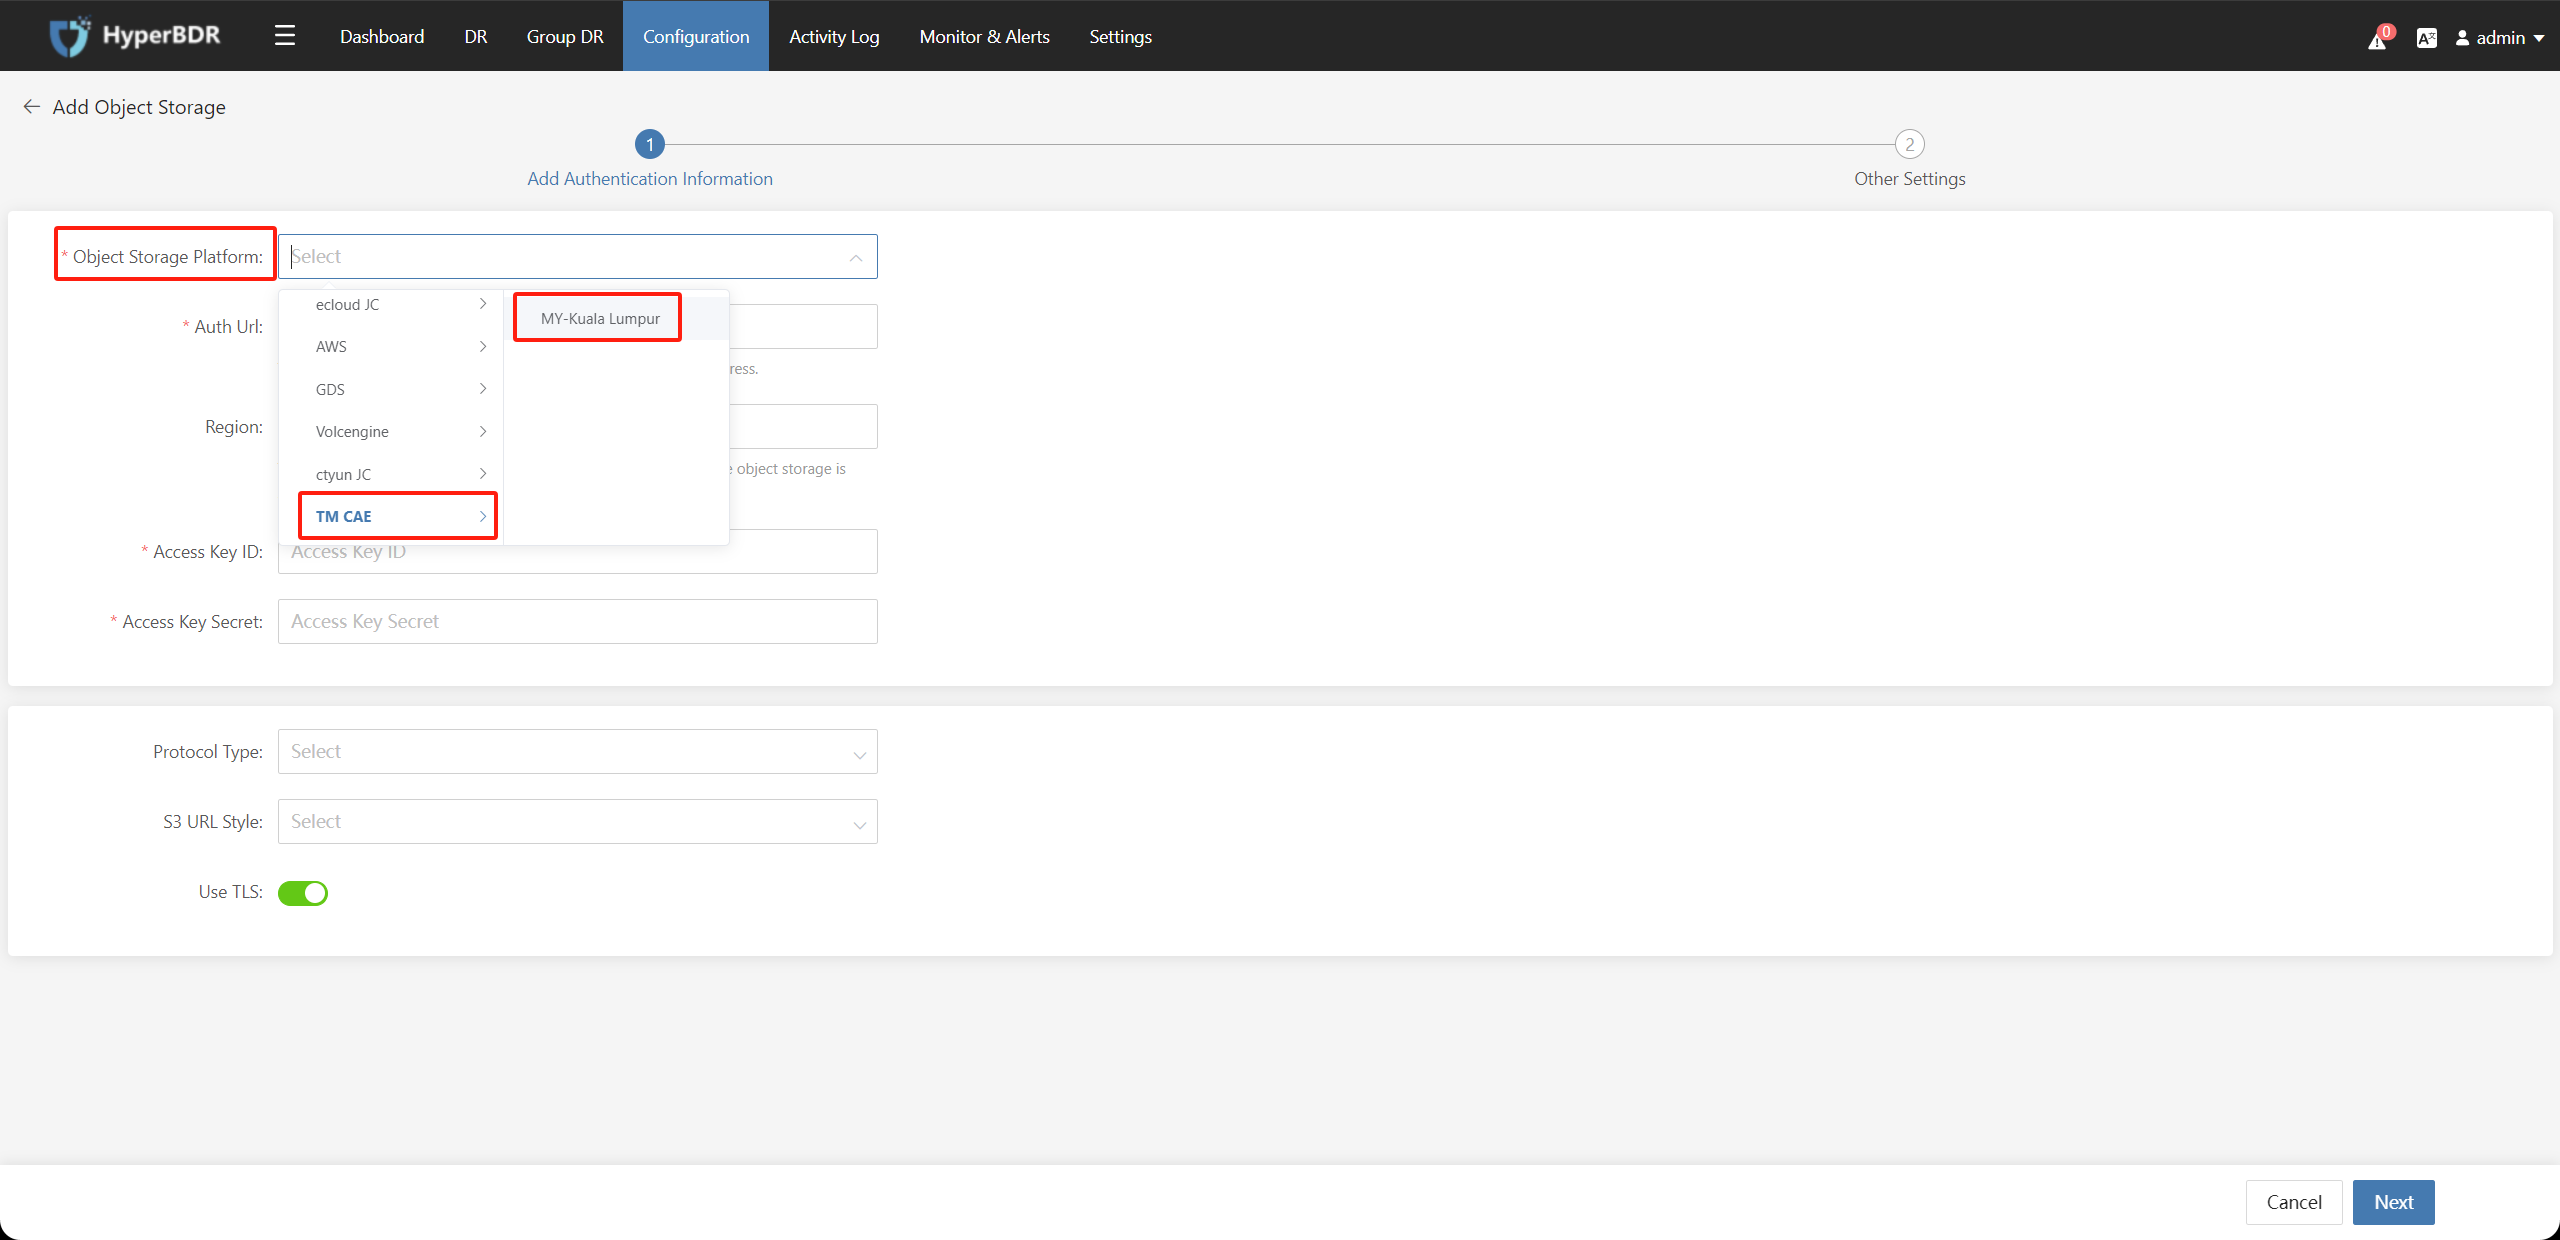 HyperBDR Dashboard DR Group DR Configuration Activity Log Monitor & Alerts Settings 0 admin
Add Object Storage
1 2
Add Authentication Information Other Settings
* Object Storage Platform: Select
ecloud JC MY-Kuala Lumpur
* Auth Url:
AWS
ress.
GDS
Region: Volcengine
e object storage is
ctyun JC
TM CAE
* Access Key ID: Access Key ID
* Access Key Secret: Access Key Secret
Protocol Type: Select
S3 URL Style: Select
Use TLS:
Cancel Next